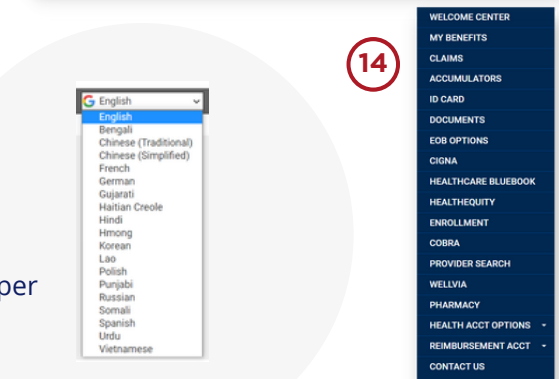 English
English
Bengali
Chinese (Traditional)
Chinese (Simplified)
French
German
Gujarati
Haitian Creole
Hindi
Hmong
Korean
Lao
Polish
Punjabi
Russian
Somali
Spanish
Urdu
Vietnamese
per
14
WELCOME CENTER
MY BENEFITS
CLAIMS
ACCUMULATORS
ID CARD
DOCUMENTS
EOB OPTIONS
CIGNA
HEALTHCARE BLUEBOOK
HEALTHEQUITY
ENROLLMENT
COBRA
PROVIDER SEARCH
WELLVIA
PHARMACY
HEALTH ACCT OPTIONS
REIMBURSEMENT ACCT
CONTACT US